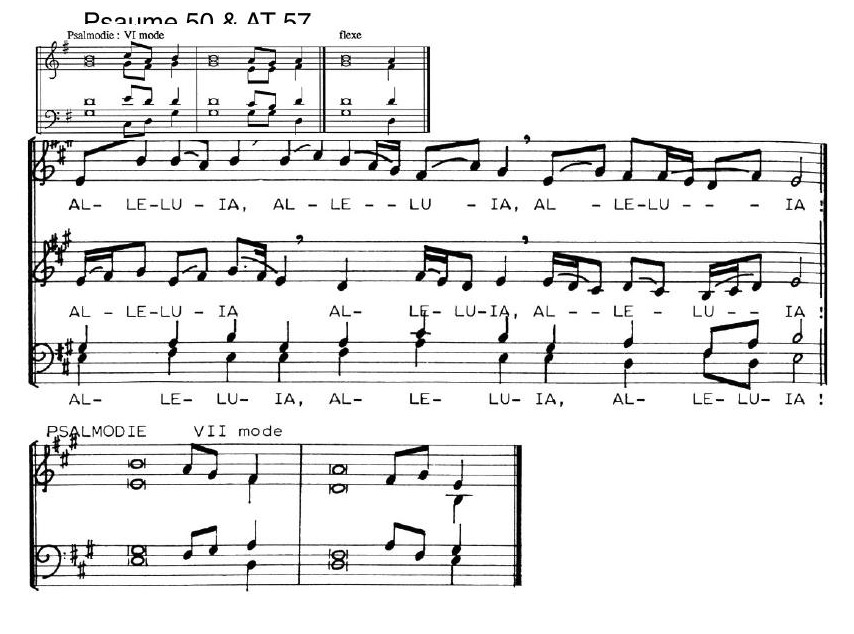 Psaume 50 & AT 57
Psalmodie : VI mode flexe
AL- LE-LU - IA, AL - LE - - LU - IA, AL - LE-LU - - - IA !
AL - LE-LU - IA AL- LE- LU-IA, AL - - LE - LU - - IA !
AL- LE- LU- IA, AL- LE- LU- IA, AL- LE- LU- IA !
PSALMODIE VII mode